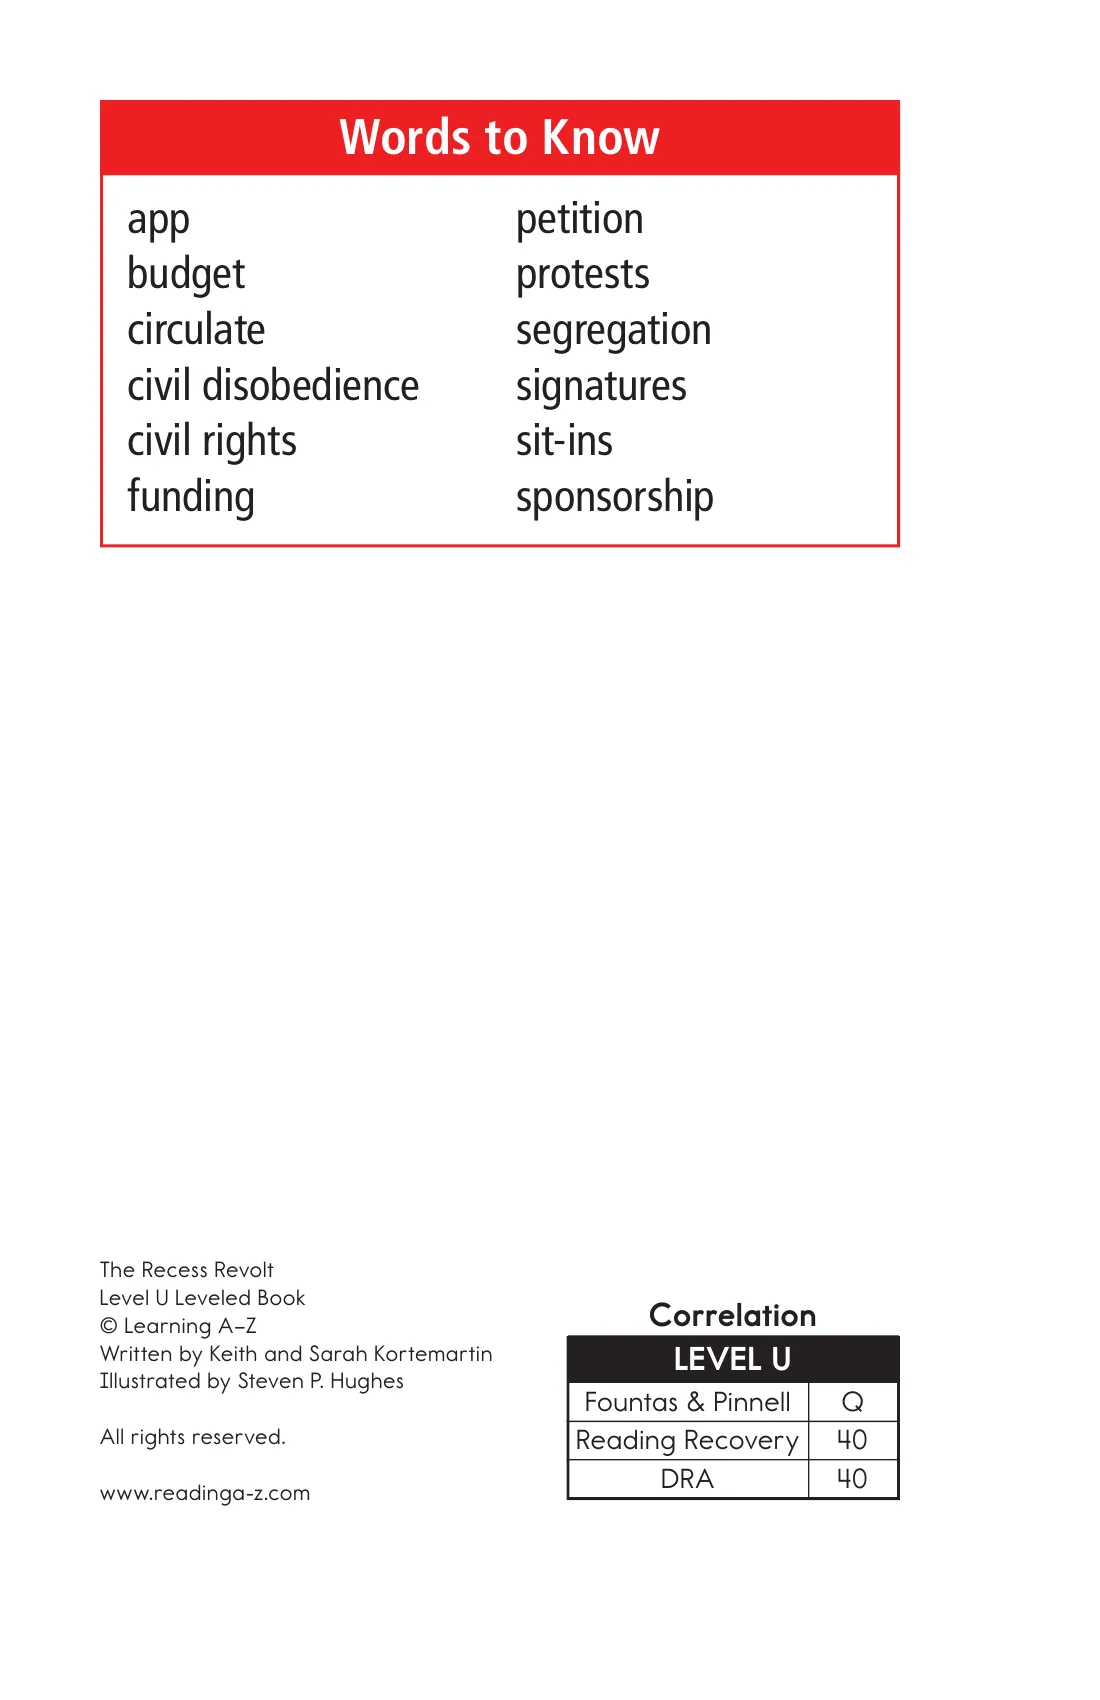 Words to Know
app
budget
circulate
civil disobedience
civil rights
funding
petition
protests
segregation
signatures
sit-ins
sponsorship
The Recess Revolt
Level U Leveled Book
© Learning A–Z
Written by Keith and Sarah Kortemartin
Illustrated by Steven P. Hughes
All rights reserved.
www.readinga-z.com
Correlation
LEVEL U
Fountas & Pinnell Q
Reading Recovery 40
DRA 40